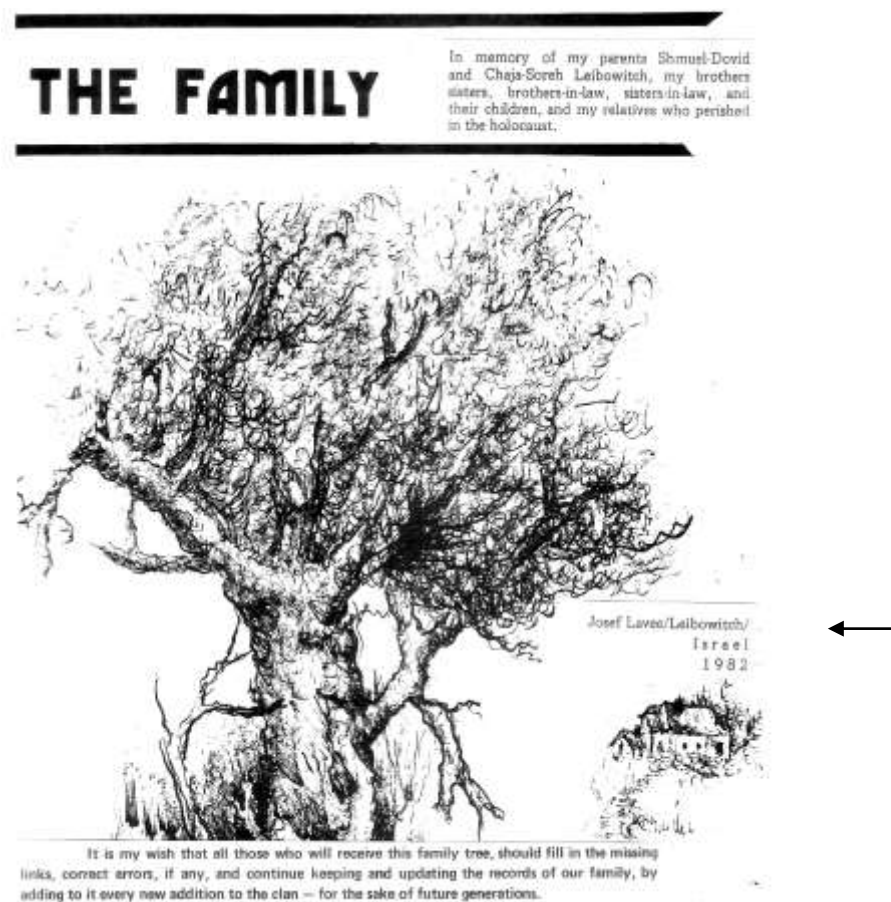 THE FAMILY
In memory of my parents Shmuel-Dovid
and Chaja-Soreh Leibowitch, my brothers
sisters, brothers-in-law, sisters-in-law, and
their children, and my relatives who perished
in the holocaust.
Josef Lavee/Leibowitch/
Israel
1982
It is my wish that all those who will receive this family tree, should fill in the missing
links, correct errors, if any, and continue keeping and updating the records of our family, by
adding to it every new addition to the clan — for the sake of future generations.